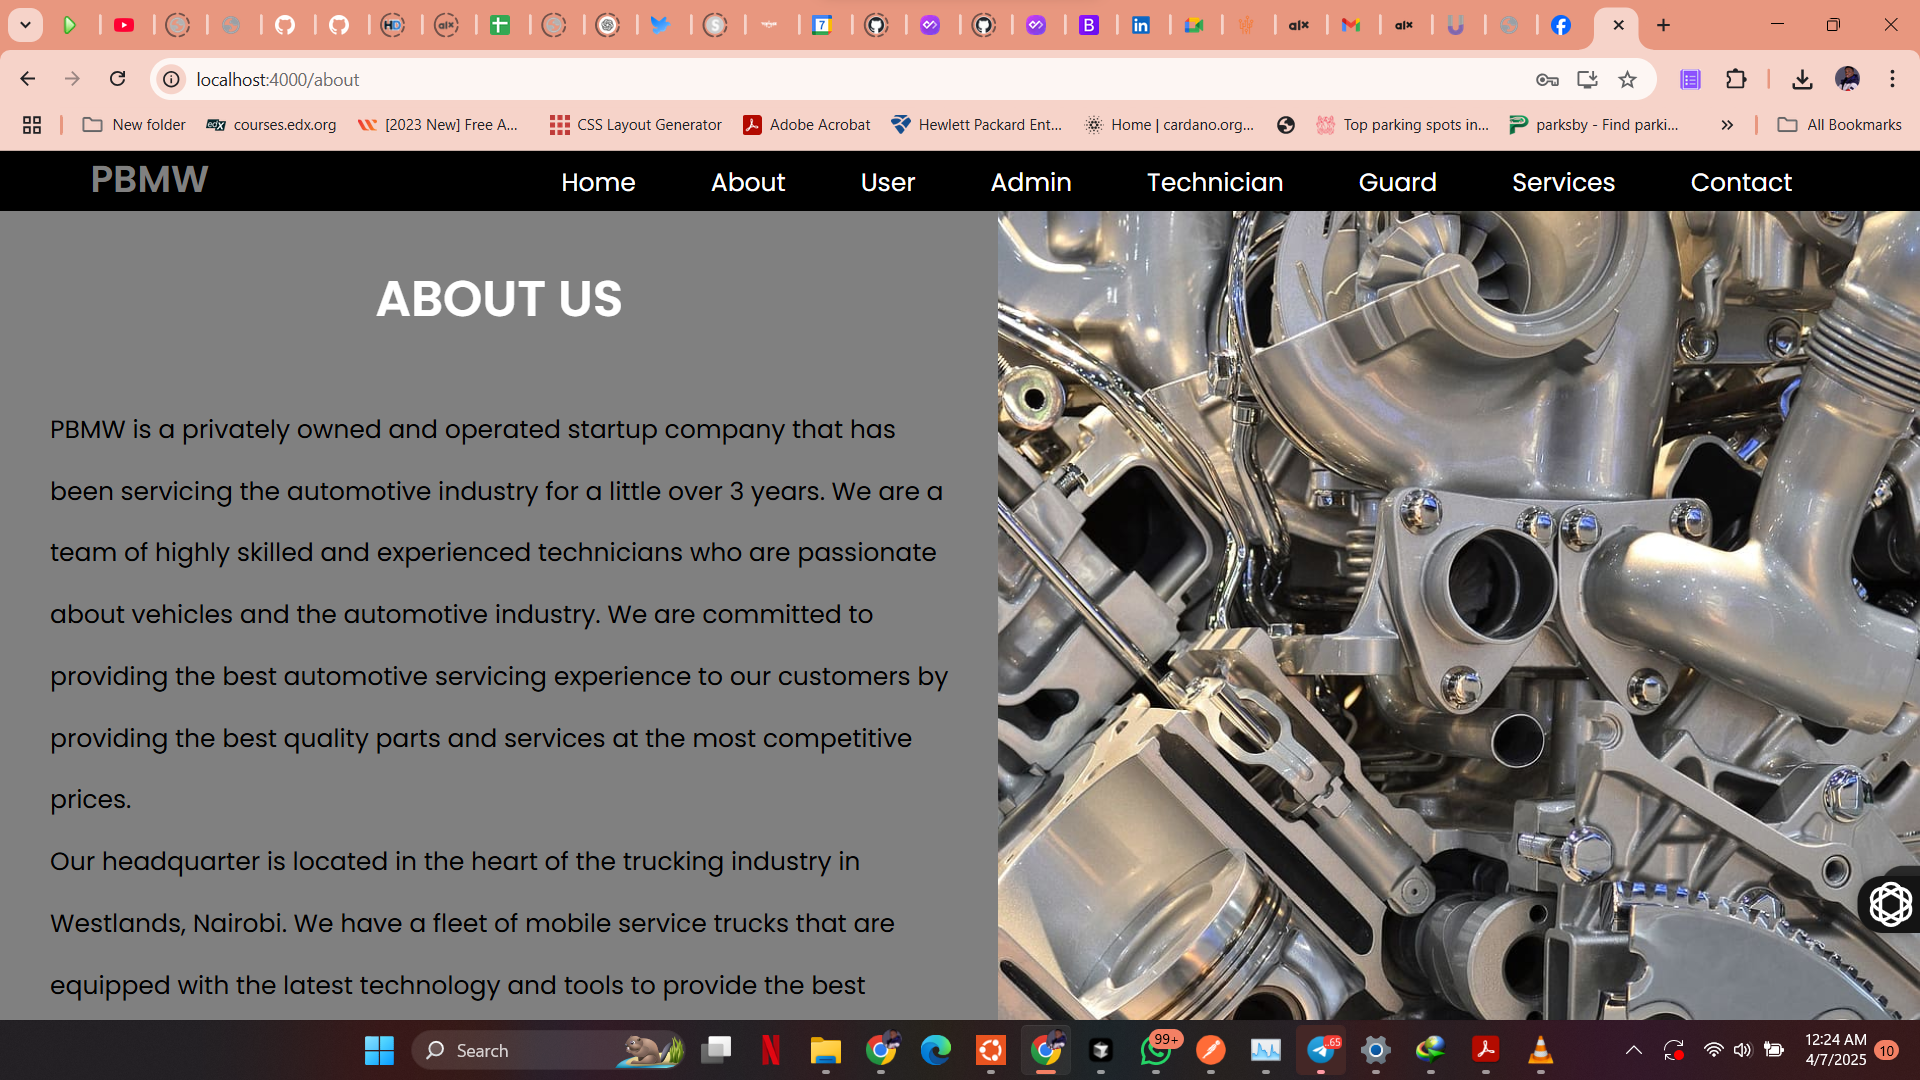 7
HD
alx
S
B
in
alx
alx
localhost:4000/about
New folder
edX
courses.edx.org
[2023 New] Free A...
CSS Layout Generator
Adobe Acrobat
Hewlett Packard Ent...
Home | cardano.org...
Top parking spots in...
parksby - Find parki...
All Bookmarks
PBMW
Home
About
User
Admin
Technician
Guard
Services
Contact
ABOUT US
PBMW is a privately owned and operated startup company that has
been servicing the automotive industry for a little over 3 years. We are a
team of highly skilled and experienced technicians who are passionate
about vehicles and the automotive industry. We are committed to
providing the best automotive servicing experience to our customers by
providing the best quality parts and services at the most competitive
prices.
Our headquarter is located in the heart of the trucking industry in
Westlands, Nairobi. We have a fleet of mobile service trucks that are
equipped with the latest technology and tools to provide the best
Search
N
99+
..65
12:24 AM
4/7/2025
10